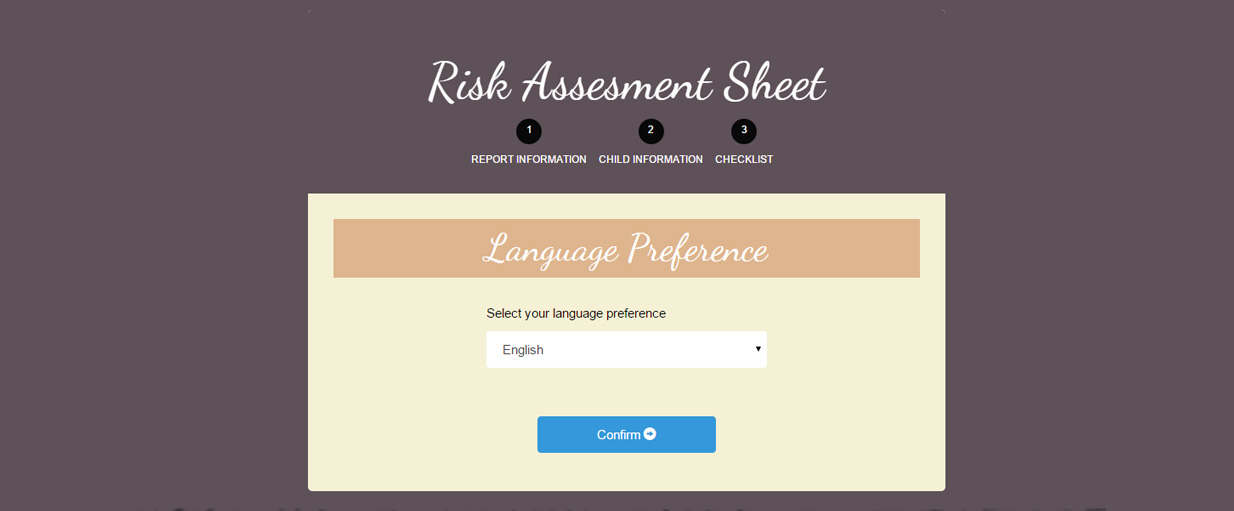 Risk Assesment Sheet
1 2 3
REPORT INFORMATION CHILD INFORMATION CHECKLIST
Language Preference
Select your language preference
English
Confirm